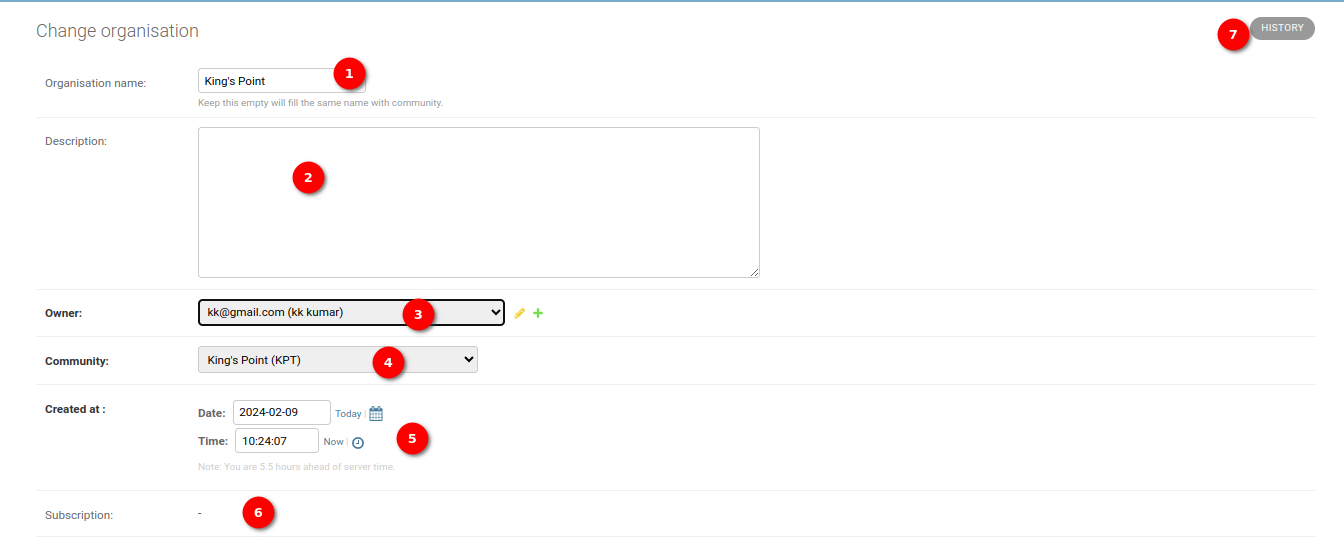 Change organisation
7 HISTORY
Organisation name: King's Point 1
Keep this empty will fill the same name with community.
Description:
2
Owner: kk@gmail.com (kk kumar) 3
Community: King's Point (KPT) 4
Created at : Date: 2024-02-09 Today |
Time: 10:24:07 Now | 5
Note: You are 5.5 hours ahead of server time.
Subscription: - 6